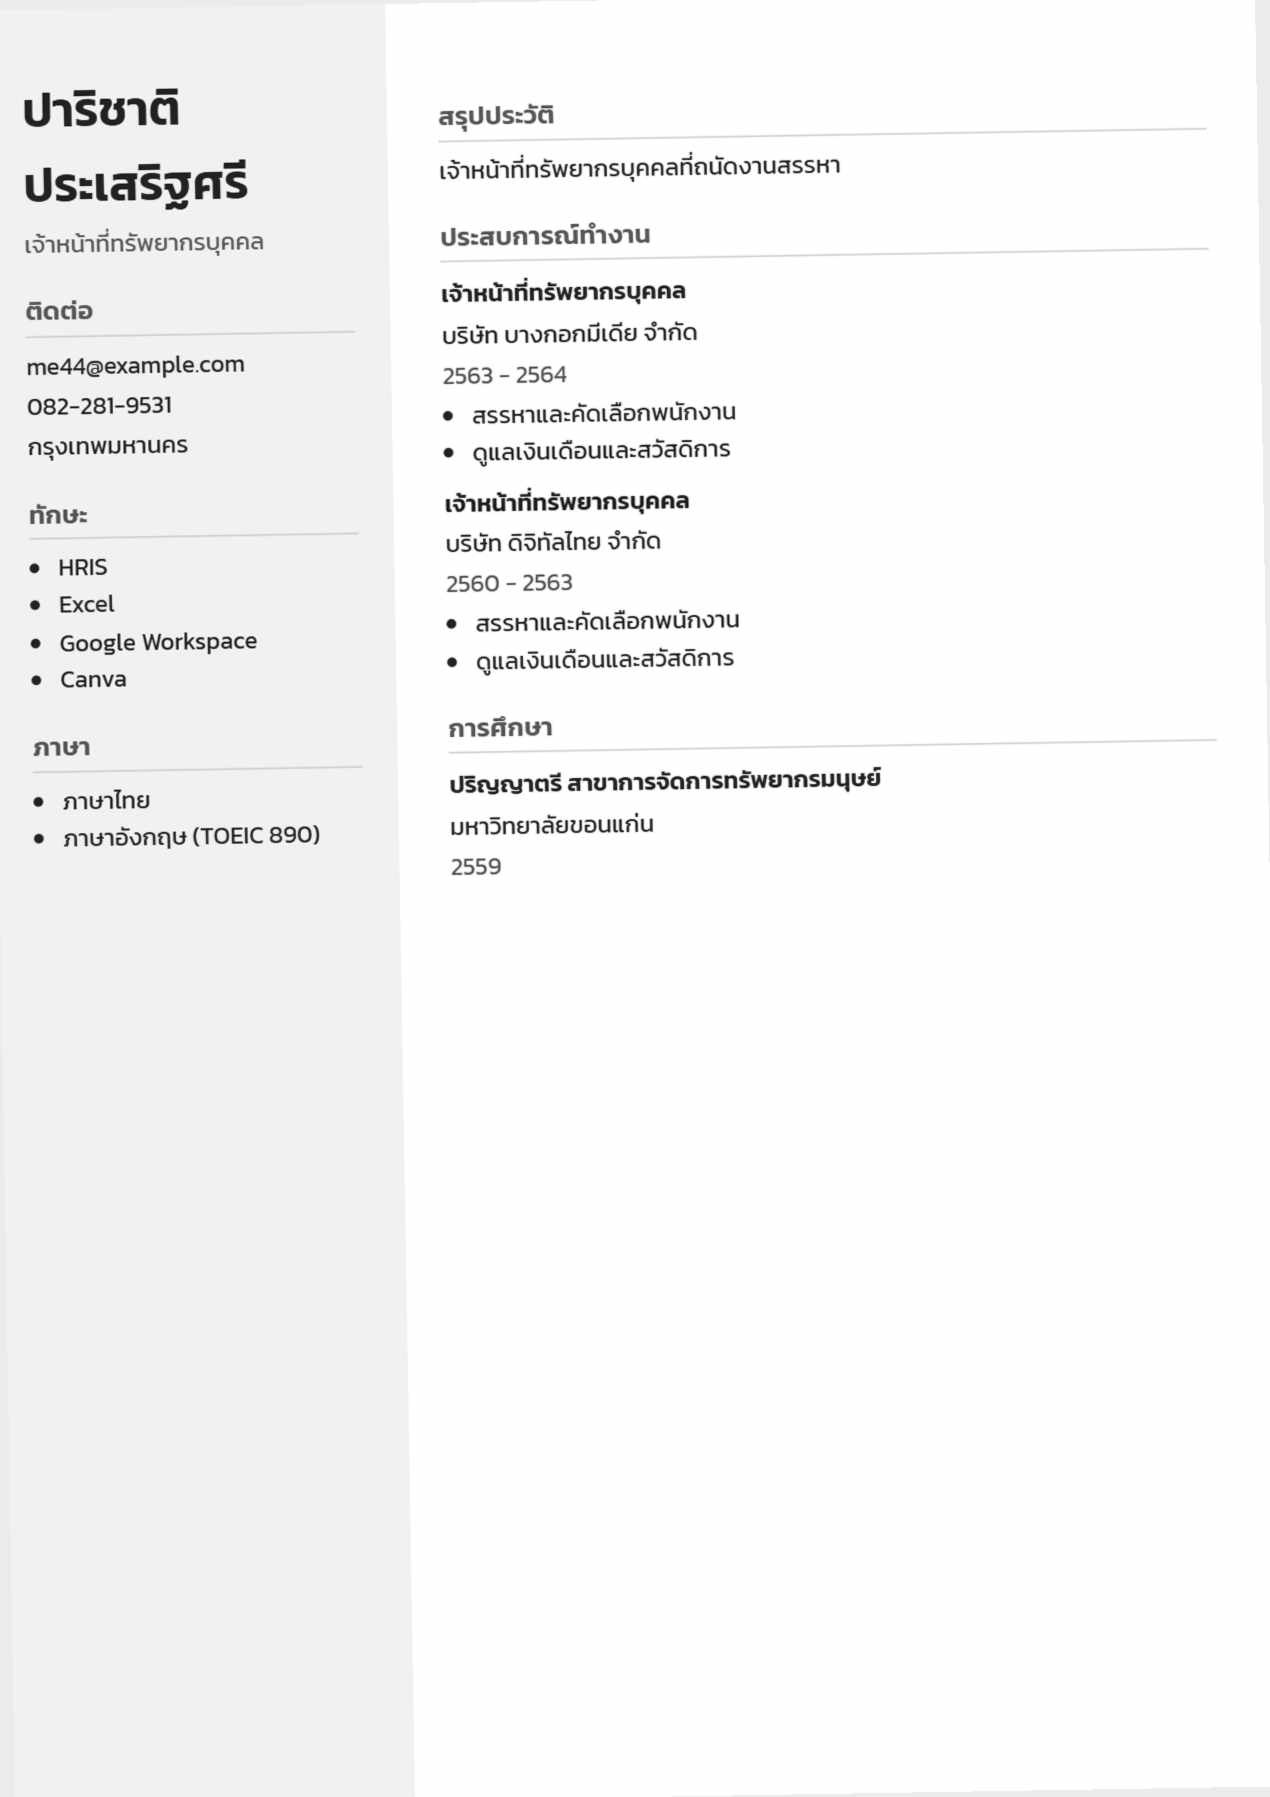 ปาริชาติ
ประเสริฐศรี
เจ้าหน้าที่ทรัพยากรบุคคล
ติดต่อ
me44@example.com
082-281-9531
กรุงเทพมหานคร
ทักษะ
HRIS
Excel
Google Workspace
Canva
ภาษา
ภาษาไทย
ภาษาอังกฤษ (TOEIC 890)
สรุปประวัติ
เจ้าหน้าที่ทรัพยากรบุคคลที่ถนัดงานสรรหา
ประสบการณ์ทำงาน
เจ้าหน้าที่ทรัพยากรบุคคล
บริษัท บางกอกมีเดีย จำกัด
2563 - 2564
สรรหาและคัดเลือกพนักงาน
ดูแลเงินเดือนและสวัสดิการ
เจ้าหน้าที่ทรัพยากรบุคคล
บริษัท ดิจิทัลไทย จำกัด
2560 - 2563
สรรหาและคัดเลือกพนักงาน
ดูแลเงินเดือนและสวัสดิการ
การศึกษา
ปริญญาตรี สาขาการจัดการทรัพยากรมนุษย์
มหาวิทยาลัยขอนแก่น
2559